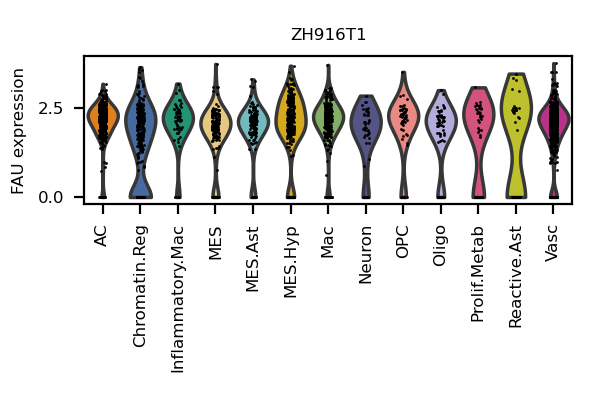 ZH916T1
FAU expression
2.5
0.0
AC
Chromatin.Reg
Inflammatory.Mac
MES
MES.Ast
MES.Hyp
Mac
Neuron
OPC
Oligo
Prolif.Metab
Reactive.Ast
Vasc